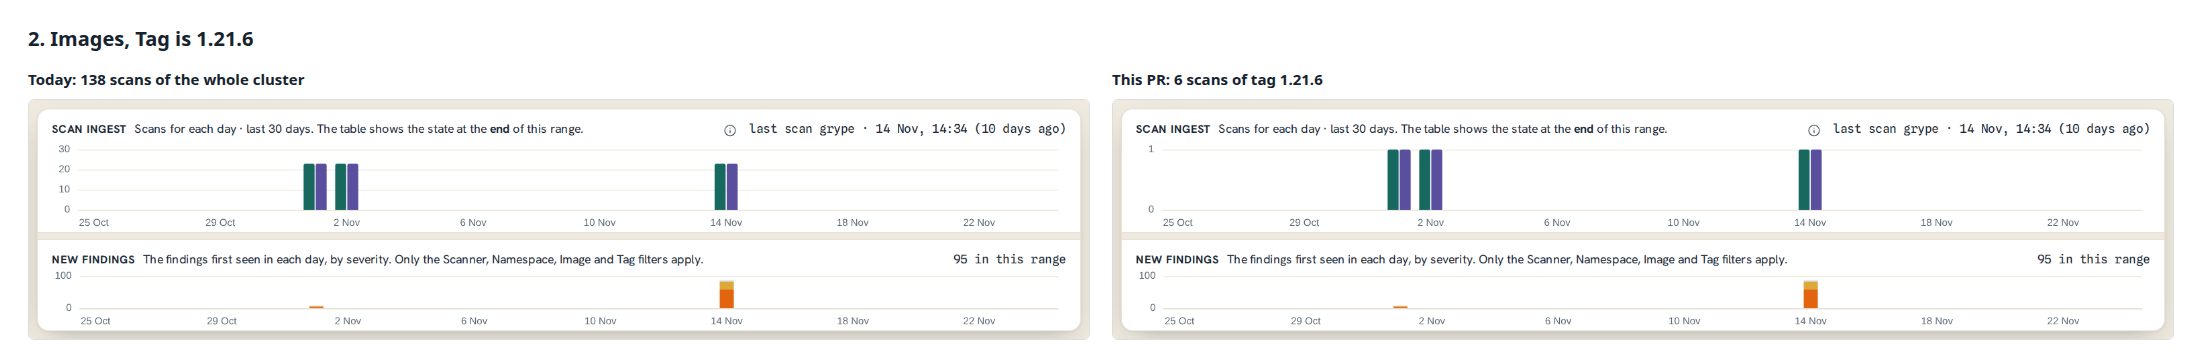 2. Images, Tag is 1.21.6
Today: 138 scans of the whole cluster
SCAN INGEST Scans for each day · last 30 days. The table shows the state at the end of this range.
last scan grype · 14 Nov, 14:34 (10 days ago)
30
20
10
0
25 Oct 29 Oct 2 Nov 6 Nov 10 Nov 14 Nov 18 Nov 22 Nov
NEW FINDINGS The findings first seen in each day, by severity. Only the Scanner, Namespace, Image and Tag filters apply.
95 in this range
100
0
25 Oct 29 Oct 2 Nov 6 Nov 10 Nov 14 Nov 18 Nov 22 Nov
This PR: 6 scans of tag 1.21.6
SCAN INGEST Scans for each day · last 30 days. The table shows the state at the end of this range.
last scan grype · 14 Nov, 14:34 (10 days ago)
1
0
25 Oct 29 Oct 2 Nov 6 Nov 10 Nov 14 Nov 18 Nov 22 Nov
NEW FINDINGS The findings first seen in each day, by severity. Only the Scanner, Namespace, Image and Tag filters apply.
95 in this range
100
0
25 Oct 29 Oct 2 Nov 6 Nov 10 Nov 14 Nov 18 Nov 22 Nov